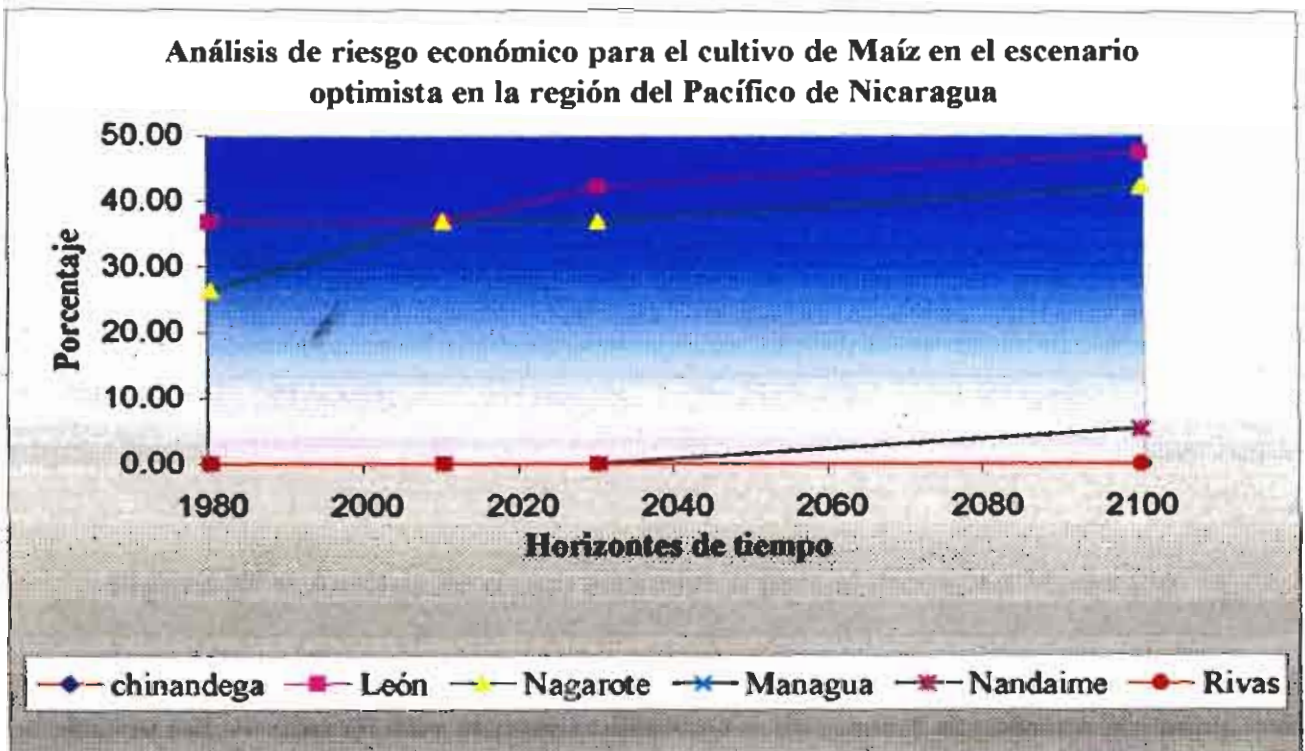 Análisis de riesgo económico para el cultivo de Maíz en el escenario
optimista en la región del Pacífico de Nicaragua
50.00
40.00
30.00
20.00
10.00
0.00
Porcentaje
1980 2000 2020 2040 2060 2080 2100
Horizontes de tiempo
chinandega León Nagarote Managua Nandaime Rivas